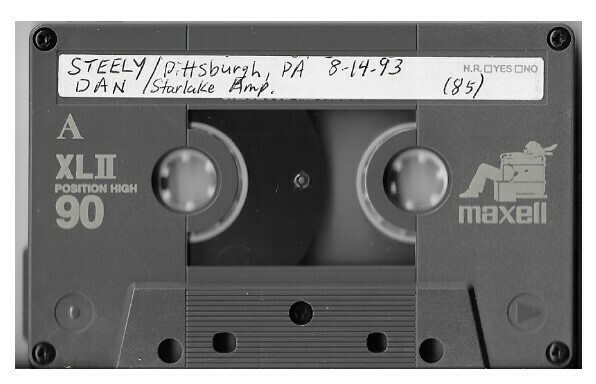 STEELY / Pittsburgh, PA 8-14-93
DAN / Starlake Amp. (85)
N.R. □YES □NO
A
XLII
POSITION HIGH
90
maxell